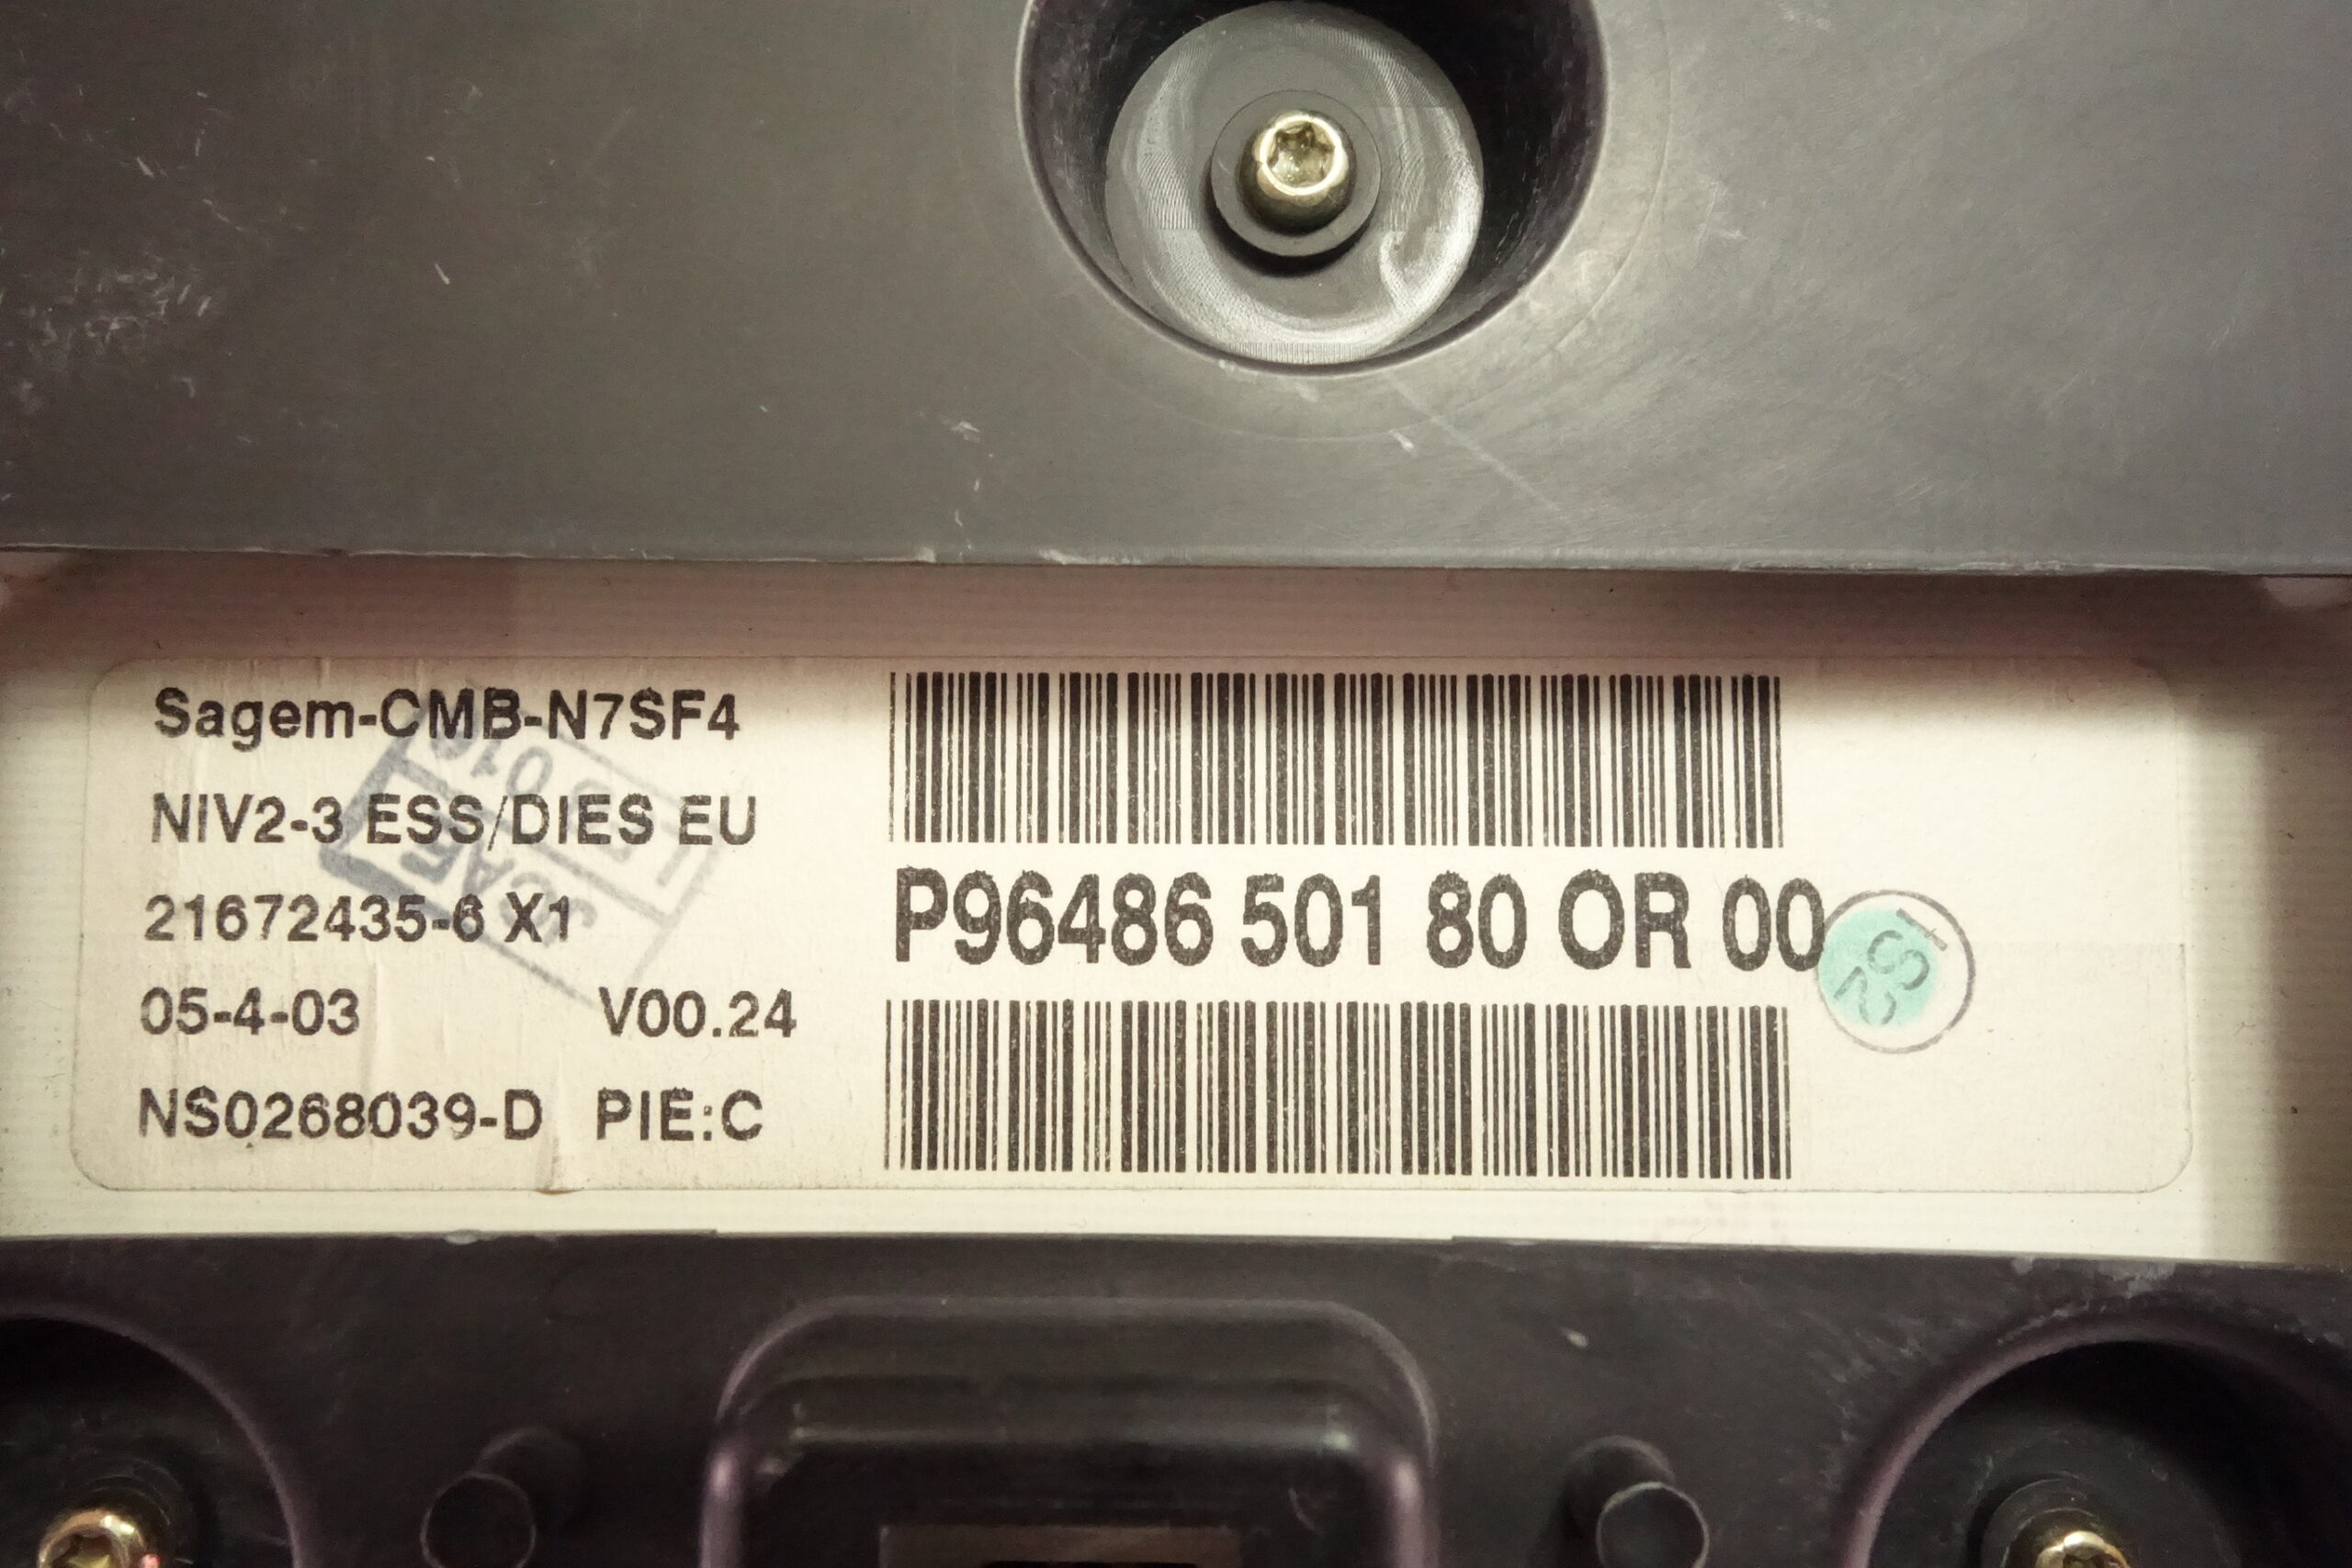 Sagem-CMB-N7SF4
NIV2-3 ESS/DIES EU
21672435-6 X1
05-4-03 V00.24
NS0268039-D PIE:C
P96486 501 80 OR 00